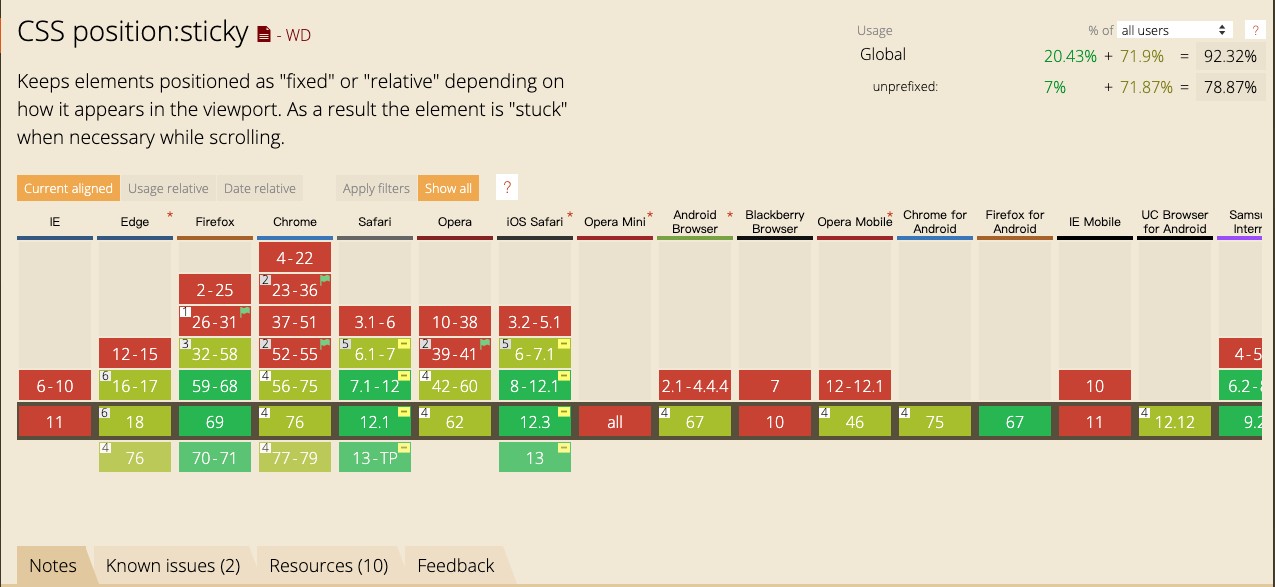 CSS position:sticky - WD
Usage % of all users ?
Global 20.43% + 71.9% = 92.32%
unprefixed: 7% + 71.87% = 78.87%
Keeps elements positioned as "fixed" or "relative" depending on
how it appears in the viewport. As a result the element is "stuck"
when necessary while scrolling.
Current aligned Usage relative Date relative Apply filters Show all ?
IE Edge * Firefox Chrome Safari Opera iOS Safari * Opera Mini * Android Browser * Blackberry Browser Opera Mobile * Chrome for Android Firefox for Android IE Mobile UC Browser for Android
4-22
2-25 2 23-36
1 26-31 37-51 3.1-6 10-38 3.2-5.1
12-15 3 32-58 2 52-55 5 6.1-7 2 39-41 5 6-7.1 4-5
6-10 6 16-17 59-68 4 56-75 7.1-12 4 42-60 8-12.1 2.1-4.4.4 7 12-12.1 10 6.2-
11 6 18 69 4 76 12.1 4 62 12.3 all 4 67 10 4 46 4 75 67 11 4 12.12 9.2
4 76 70-71 4 77-79 13-TP 13
Notes Known issues (2) Resources (10) Feedback